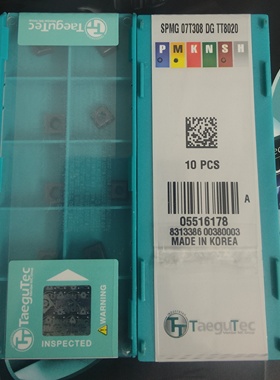 TaeguTec
WARNING
TaeguTec
INSPECTED
SPMG 07T308 DG TT8020
P M K N S H
10 PCS
A
05516178
8313386 00380003
MADE IN KOREA
TaeguTec